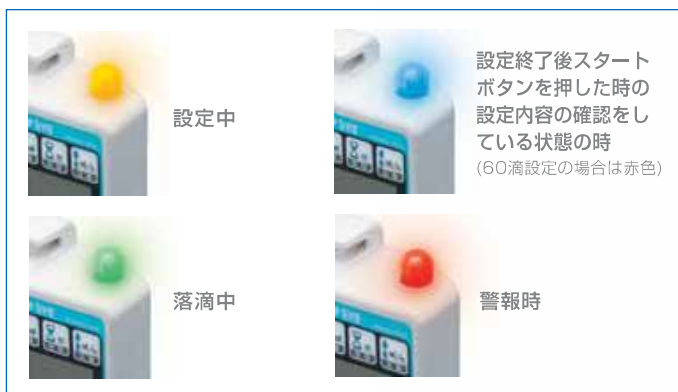 設定中
設定終了後スタート
ボタンを押した時の
設定内容の確認をし
ている状態の時
(60滴設定の場合は赤色)
落滴中
警報時